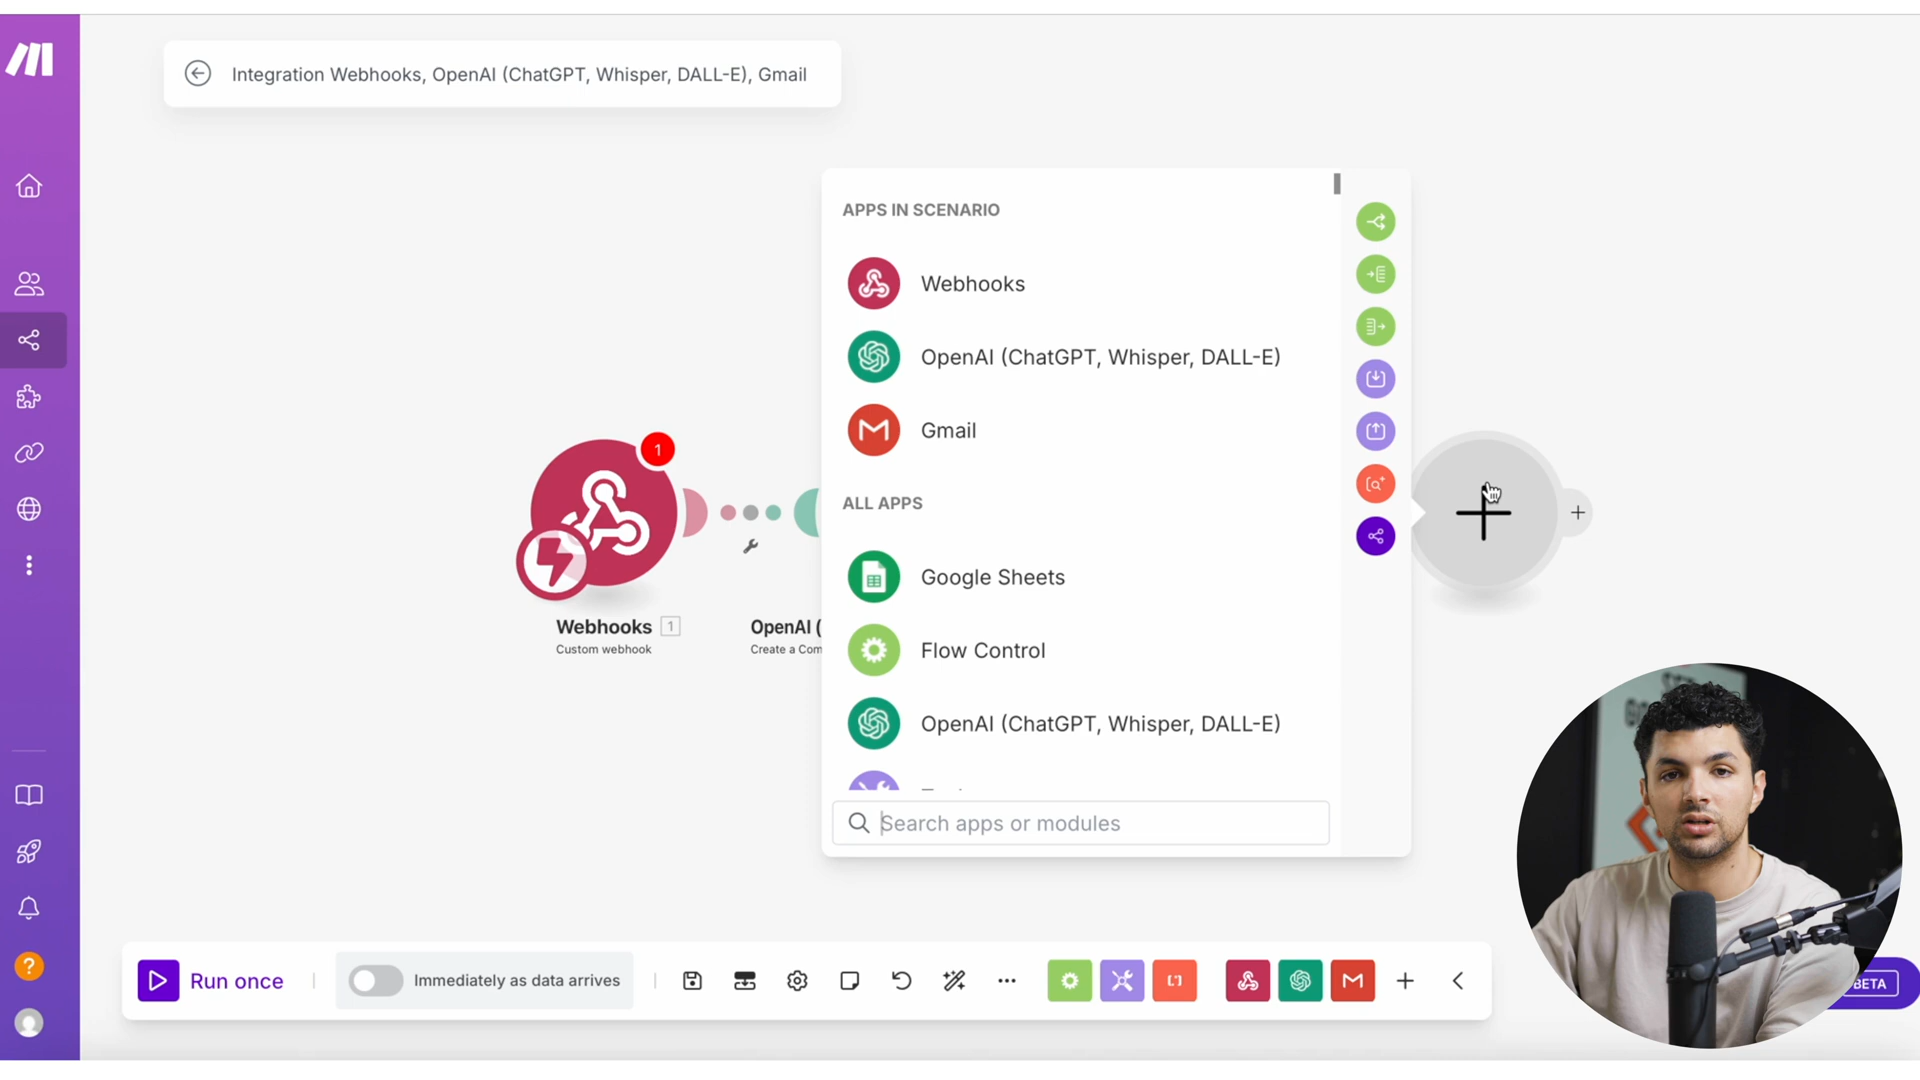 Integration Webhooks, OpenAI (ChatGPT, Whisper, DALL-E), Gmail
APPS IN SCENARIO
Webhooks
OpenAI (ChatGPT, Whisper, DALL-E)
Gmail
ALL APPS
Google Sheets
Flow Control
OpenAI (ChatGPT, Whisper, DALL-E)
Search apps or modules
1
Webhooks 1
Custom webhook
OpenAI (
Create a Com
Run once
Immediately as data arrives
?
BETA